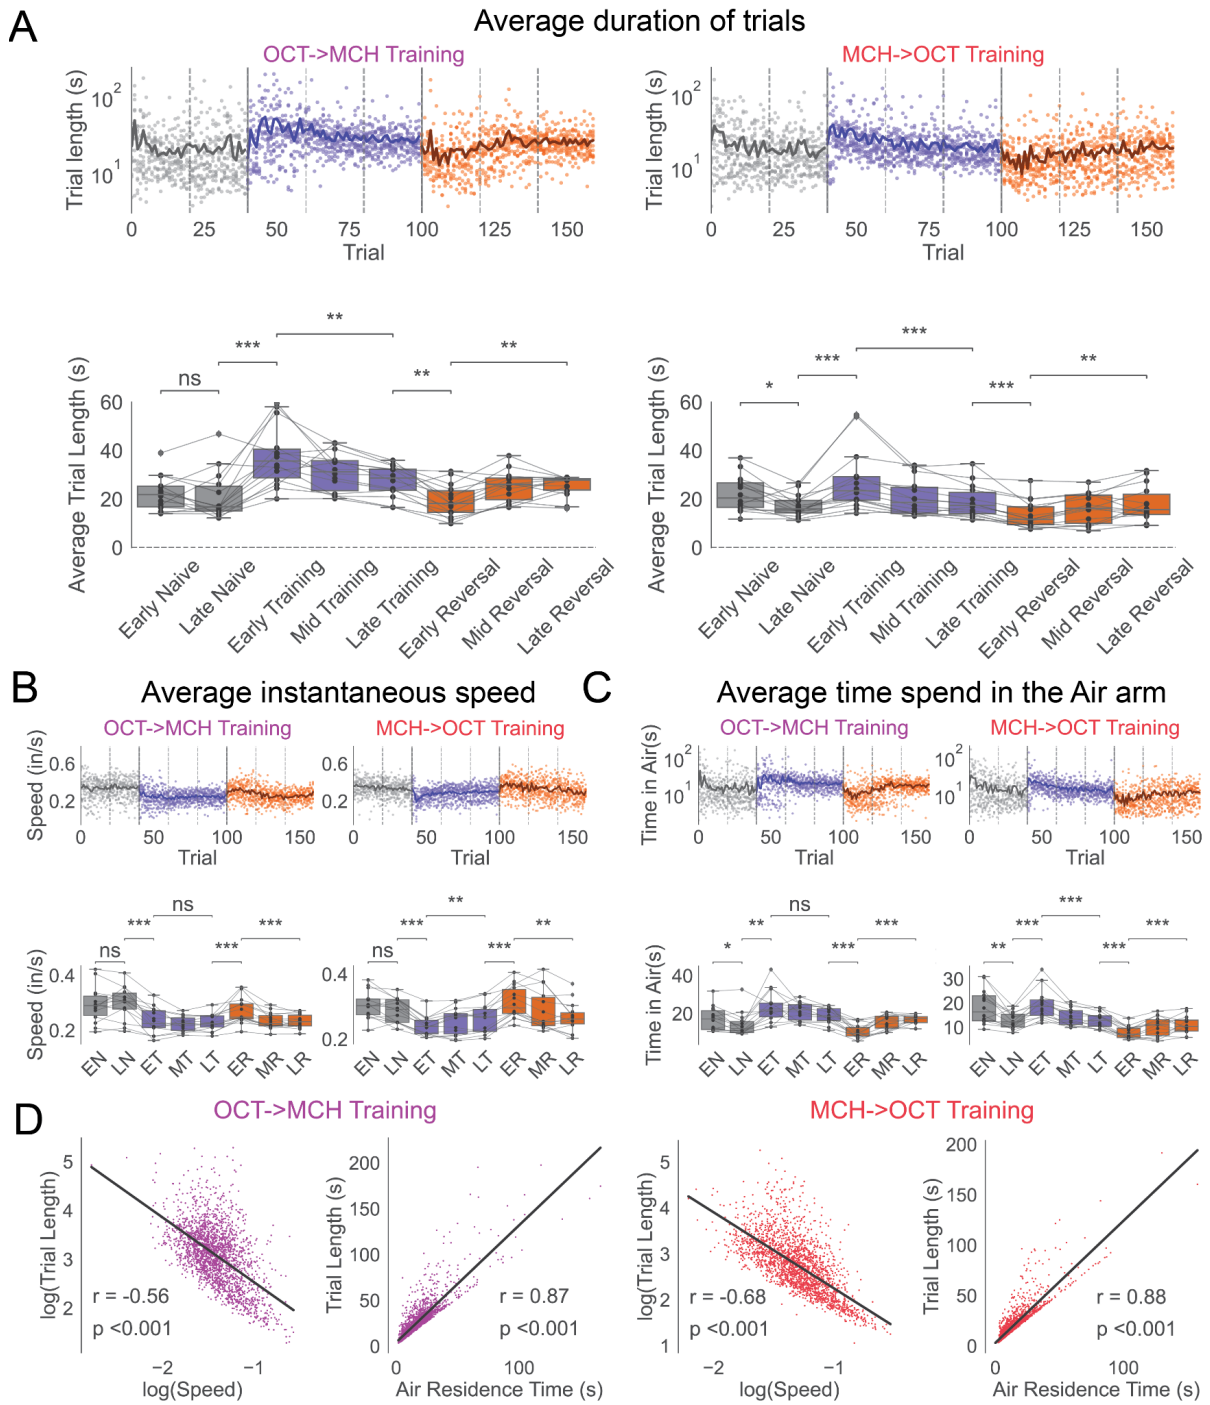 A
Average duration of trials
OCT->MCH Training
MCH->OCT Training
Trial length (s)
10²
10¹
0 25 50 75 100 125 150
Trial
Trial length (s)
10²
10¹
0 25 50 75 100 125 150
Trial
Average Trial Length (s)
60
40
20
0
ns *** ** ** **
Early Naive
Late Naive
Early Training
Mid Training
Late Training
Early Reversal
Mid Reversal
Late Reversal
Average Trial Length (s)
60
40
20
0
* *** *** *** **
Early Naive
Late Naive
Early Training
Mid Training
Late Training
Early Reversal
Mid Reversal
Late Reversal
B
Average instantaneous speed
OCT->MCH Training
MCH->OCT Training
Speed (in/s)
0.6
0.2
0 50 100 150
Trial
0.6
0.2
0 50 100 150
Trial
Speed (in/s)
0.4
0.2
ns *** ns *** ***
EN LN ET MT LT ER MR LR
0.4
0.2
ns *** ** *** **
EN LN ET MT LT ER MR LR
C
Average time spend in the Air arm
OCT->MCH Training
MCH->OCT Training
Time in Air(s)
10²
10¹
0 50 100 150
Trial
10²
10¹
0 50 100 150
Trial
Time in Air(s)
40
20
* ** ns *** ***
EN LN ET MT LT ER MR LR
30
20
10
** *** *** *** ***
EN LN ET MT LT ER MR LR
D
OCT->MCH Training
MCH->OCT Training
log(Trial Length)
5
4
3
2
r = -0.56
p <0.001
−2 −1
log(Speed)
Trial Length (s)
200
150
100
50
0
r = 0.87
p <0.001
0 100
Air Residence Time (s)
log(Trial Length)
5
4
3
2
1
r = -0.68
p <0.001
−2 −1
log(Speed)
Trial Length (s)
200
150
100
50
0
r = 0.88
p <0.001
0 100
Air Residence Time (s)